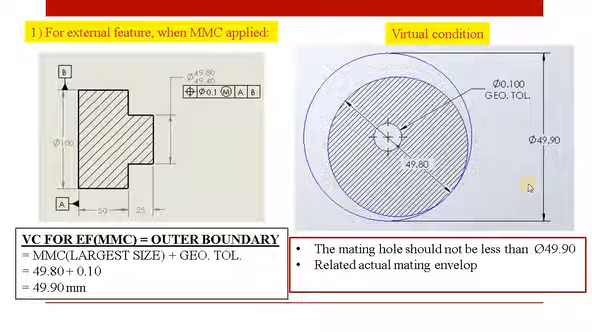 1) For external feature, when MMC applied:
Virtual condition
B
Ø49.80
49.40
⌖ Ø0.1 Ⓜ A B
Ø100
A
50
25
Ø0.100
GEO. TOL.
Ø49.90
49.80
VC FOR EF(MMC) = OUTER BOUNDARY
= MMC(LARGEST SIZE) + GEO. TOL.
= 49.80 + 0.10
= 49.90 mm
• The mating hole should not be less than Ø49.90
• Related actual mating envelop